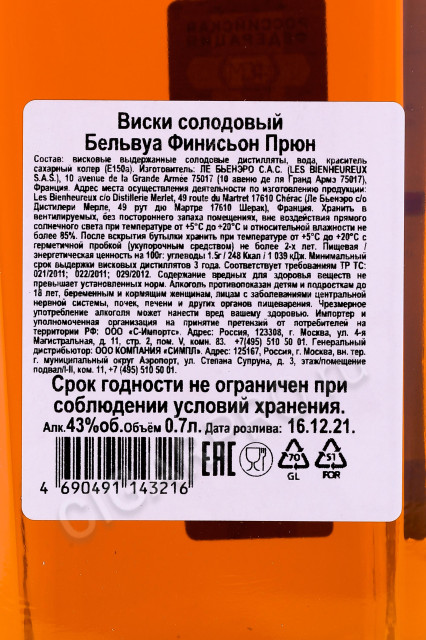 Виски солодовый
Бельвуа Финисьон Прюн
Состав: висковые выдержанные солодовые дистилляты, вода, краситель
сахарный колер (Е150а). Изготовитель: ЛЕ БЬЕНЭРО С.А.С. (LES BIENHEUREUX
S.A.S.), 10 avenue de la Grande Armee 75017 (10 авеню де ля Гранд Армэ 75017),
Франция. Адрес места осуществления деятельности по изготовлению продукции:
Les Bienheureux c/o Distillerie Merlet, 49 route du Martret 17610 Chérac (Ле Бьенэро с/о
Дистилери Мерле, 49 рут дю Мартре 17610 Шерак), Франция. Хранить в
вентилируемых, без постороннего запаха помещениях, вне воздействия прямого
солнечного света при температуре от +5°С до +20°С и относительной влажности не
более 85%. После вскрытия бутылки хранить при температуре от +5°С до +20°С с
герметичной пробкой (укупорочным средством) не более 2-х лет. Пищевая /
энергетическая ценность на 100г: углеводы 1.5г / 248 Ккал / 1 039 кДж. Минимальный
срок выдержки висковых дистиллятов 3 года. Соответствует требованиям ТР ТС:
021/2011; 022/2011; 029/2012. Содержание вредных для здоровья веществ не
превышает установленных норм. Алкоголь противопоказан детям и подросткам до
18 лет, беременным и кормящим женщинам, лицам с заболеваниями центральной
нервной системы, почек, печени и других органов пищеварения. Чрезмерное
употребление алкоголя может нанести вред вашему здоровью. Импортер и
уполномоченная организация на принятие претензий от потребителей на
территории РФ: ООО «С-Импортс». Адрес: Россия, 123308, г. Москва, ул. 4-я
Магистральная, д. 11, стр. 2, пом. V, комн. 83. +7(495) 510 50 01. Генеральный
дистрибьютор: ООО КОМПАНИЯ «СИМПЛ». Адрес: 125167, Россия, г. Москва, вн. тер.
г. муниципальный округ Аэропорт, ул. Степана Супруна, д. 3, этаж/помещение
подвал/I-II, ком. 11, +7 (495) 510 50 01.
Срок годности не ограничен при
соблюдении условий хранения.
Алк.43%об.Объём 0.7л. Дата розлива: 16.12.21.
EAC
70
GL
51
FOR
4 690491 143216